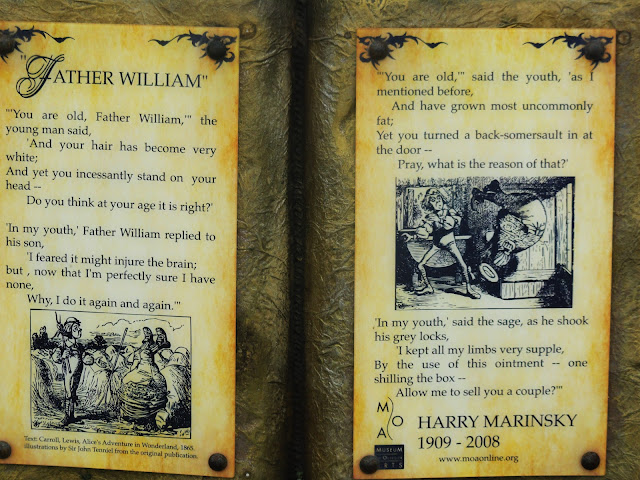 "FATHER WILLIAM"
"'You are old, Father William,'" the
young man said,
'And your hair has become very
white;
And yet you incessantly stand on your
head --
Do you think at your age it is right?'
'In my youth,' Father William replied to
his son,
'I feared it might injure the brain;
but , now that I'm perfectly sure I have
none,
Why, I do it again and again.'"
Text: Carroll, Lewis, Alice's Adventure in Wonderland, 1865.
illustrations by Sir John Tenniel from the original publication.
"'You are old,'" said the youth, 'as I
mentioned before,
And have grown most uncommonly
fat;
Yet you turned a back-somersault in at
the door --
Pray, what is the reason of that?'
'In my youth,' said the sage, as he shook
his grey locks,
'I kept all my limbs very supple,
By the use of this ointment -- one
shilling the box --
Allow me to sell you a couple?'"
MOA
MUSEUM
ARTS
HARRY MARINSKY
1909 - 2008
www.moaonline.org